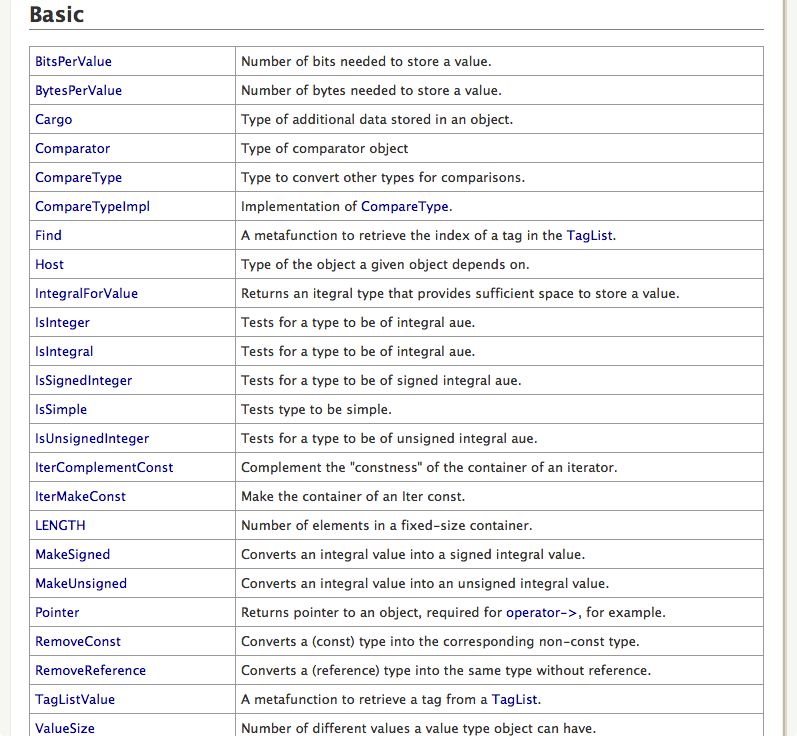 Basic
BitsPerValue Number of bits needed to store a value.
BytesPerValue Number of bytes needed to store a value.
Cargo Type of additional data stored in an object.
Comparator Type of comparator object
CompareType Type to convert other types for comparisons.
CompareTypeImpl Implementation of CompareType.
Find A metafunction to retrieve the index of a tag in the TagList.
Host Type of the object a given object depends on.
IntegralForValue Returns an itegral type that provides sufficient space to store a value.
IsInteger Tests for a type to be of integral aue.
IsIntegral Tests for a type to be of integral aue.
IsSignedInteger Tests for a type to be of signed integral aue.
IsSimple Tests type to be simple.
IsUnsignedInteger Tests for a type to be of unsigned integral aue.
IterComplementConst Complement the "constness" of the container of an iterator.
IterMakeConst Make the container of an Iter const.
LENGTH Number of elements in a fixed-size container.
MakeSigned Converts an integral value into a signed integral value.
MakeUnsigned Converts an integral value into an unsigned integral value.
Pointer Returns pointer to an object, required for operator->, for example.
RemoveConst Converts a (const) type into the corresponding non-const type.
RemoveReference Converts a (reference) type into the same type without reference.
TagListValue A metafunction to retrieve a tag from a TagList.
ValueSize Number of different values a value type object can have.